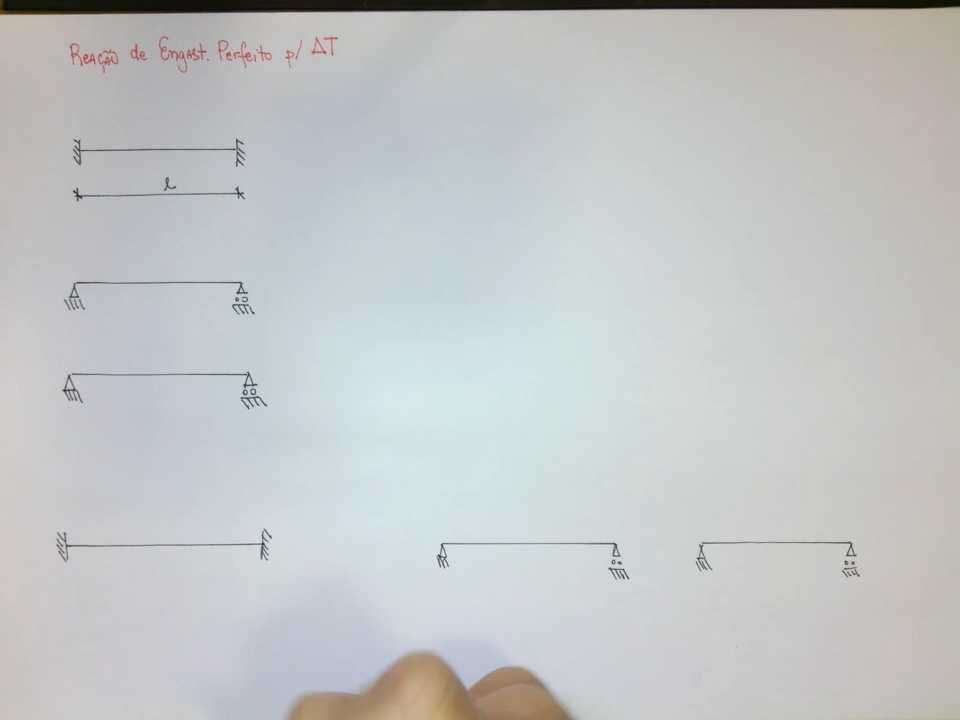 Reação de Engast. Perfeito p/ ΔT
l